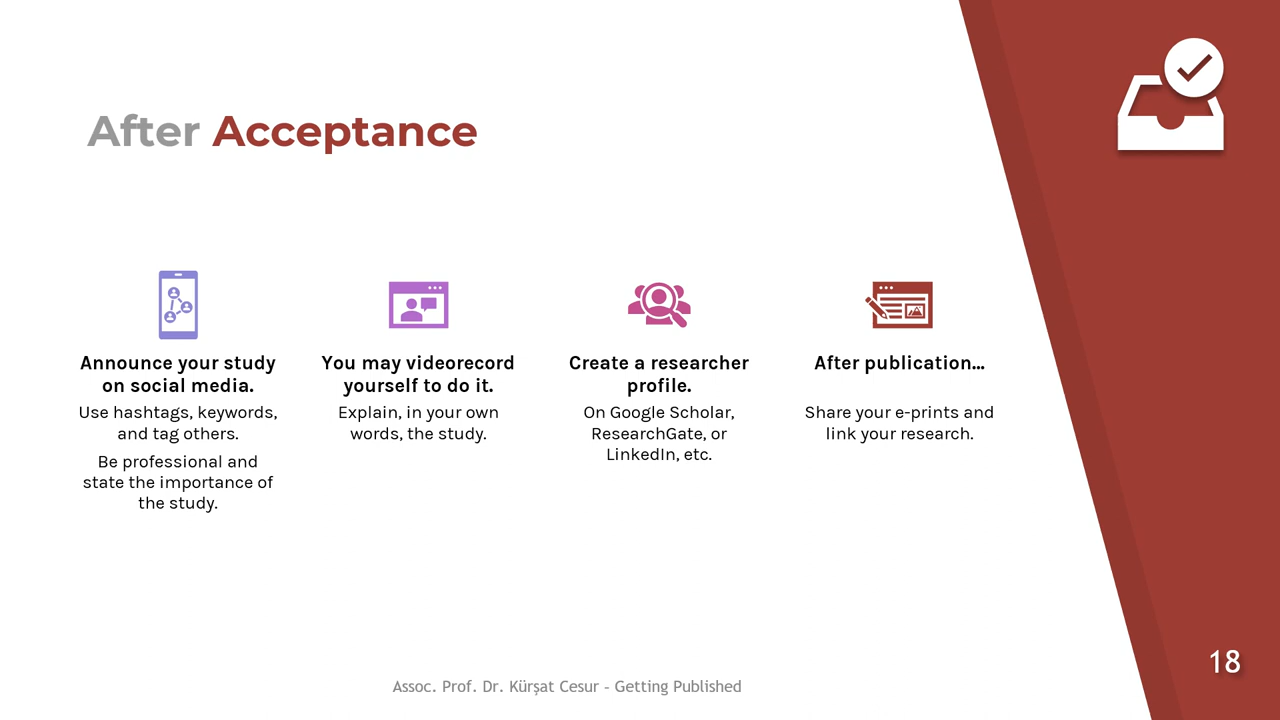 After Acceptance
Announce your study
on social media.
Use hashtags, keywords,
and tag others.
Be professional and
state the importance of
the study.
You may videorecord
yourself to do it.
Explain, in your own
words, the study.
Create a researcher
profile.
On Google Scholar,
ResearchGate, or
LinkedIn, etc.
After publication...
Share your e-prints and
link your research.
Assoc. Prof. Dr. Kürşat Cesur - Getting Published
18